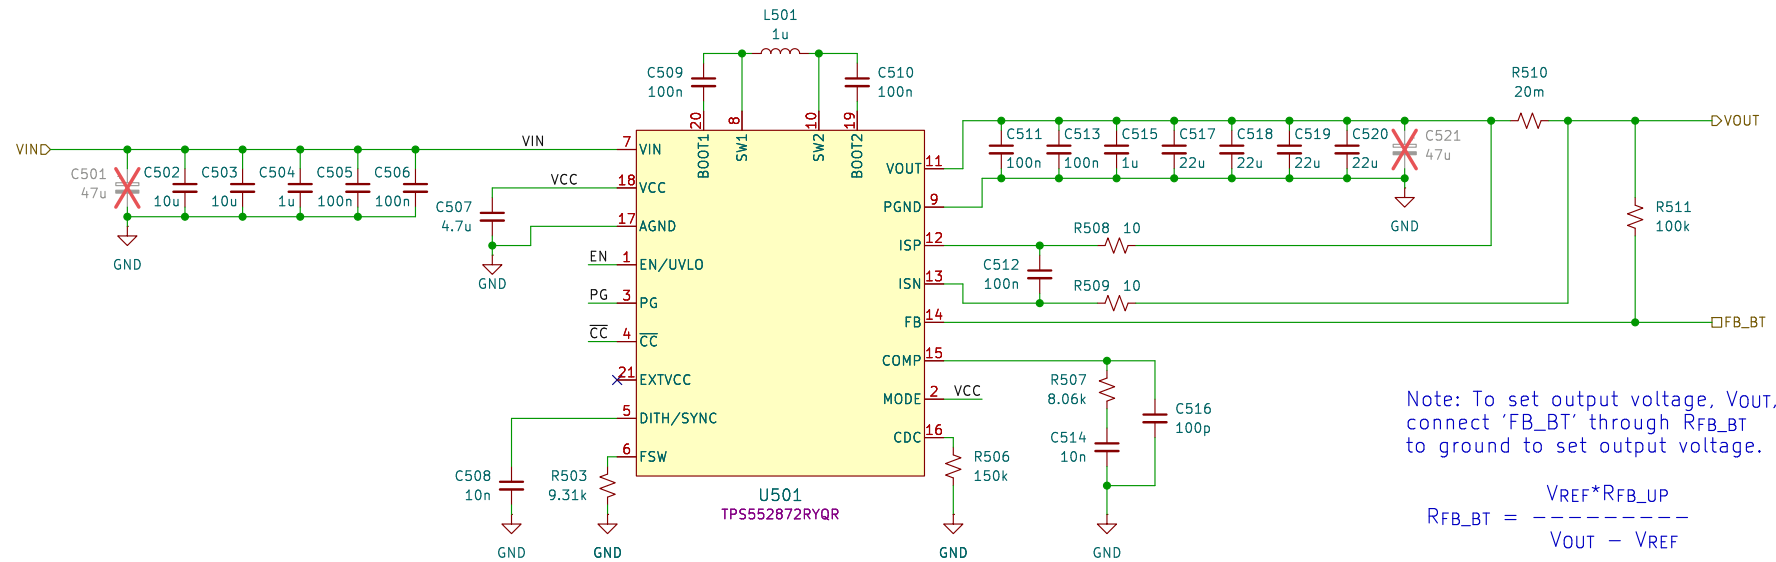 L501
1u
C509
100n
C510
100n
R510
20m
20
8
10
19
BOOT1
SW1
SW2
BOOT2
VIN
VIN
7
VIN
VOUT
C501
47u
C502
10u
C503
10u
C504
1u
C505
100n
C506
100n
GND
VCC
18
VCC
C507
4.7u
GND
17
AGND
EN
1
EN/UVLO
PG
3
PG
CC
4
CC
21
EXTVCC
5
DITH/SYNC
6
FSW
C508
10n
GND
R503
9.31k
GND
U501
TPS552872RYQR
VOUT
11
PGND
9
ISP
12
ISN
13
FB
14
COMP
15
MODE
2
VCC
CDC
16
C511
100n
C513
100n
C515
1u
C517
22u
C518
22u
C519
22u
C520
22u
C521
47u
GND
R508 10
C512
100n
R509 10
R511
100k
FB_BT
R507
8.06k
C514
10n
C516
100p
GND
R506
150k
GND
Note: To set output voltage, VOUT,
connect 'FB_BT' through RFB_BT
to ground to set output voltage.
VREF*RFB_UP
RFB_BT = ---------
VOUT - VREF